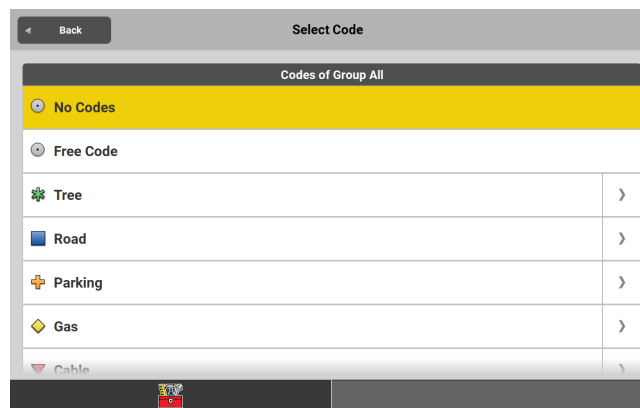 Back
Select Code
Codes of Group All
No Codes
Free Code
Tree
Road
Parking
Gas
Cable